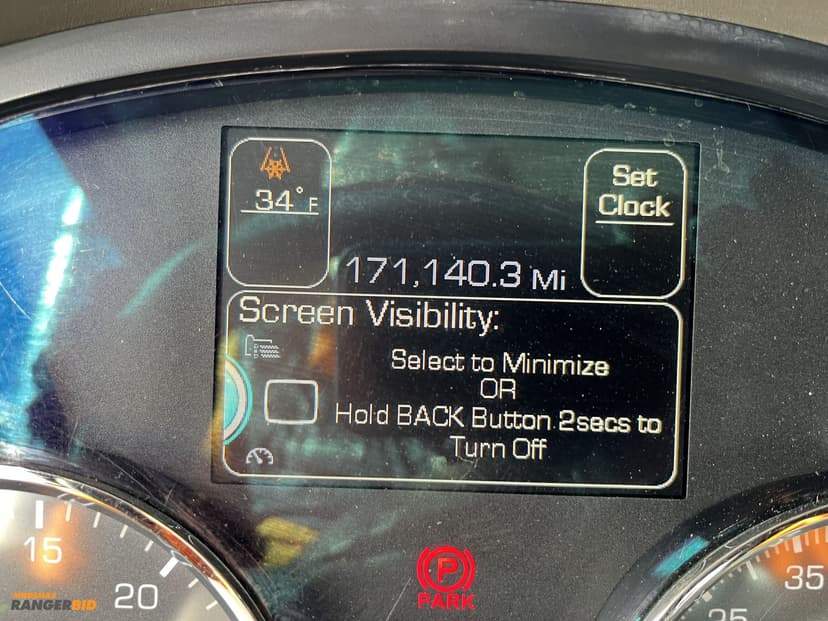 34°F
Set
Clock
171,140.3 Mi
Screen Visibility:
Select to Minimize
OR
Hold BACK Button 2secs to
Turn Off
15
20
P
PARK
25
35
RANGERBID